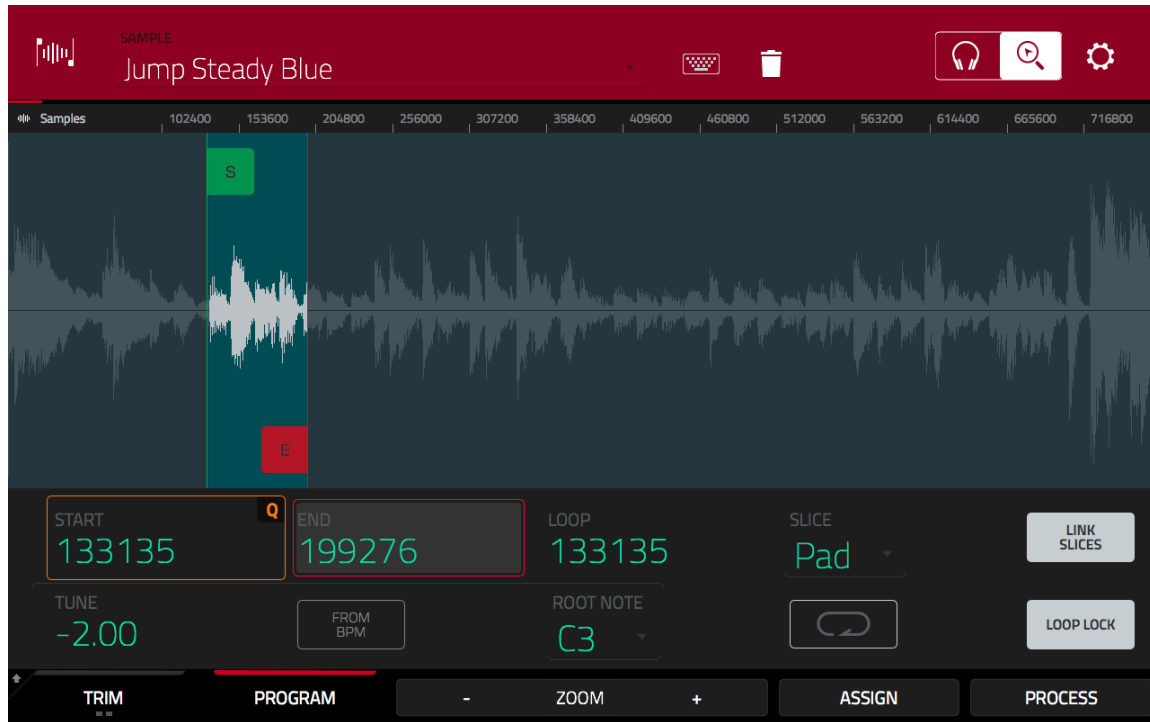 SAMPLE
Jump Steady Blue
Samples 102400 153600 204800 256000 307200 358400 409600 460800 512000 563200 614400 665600 716800
S
E
START Q END LOOP SLICE LINK SLICES
133135 199276 133135 Pad
TUNE FROM BPM ROOT NOTE LOOP LOCK
-2.00 C3
TRIM PROGRAM - ZOOM + ASSIGN PROCESS